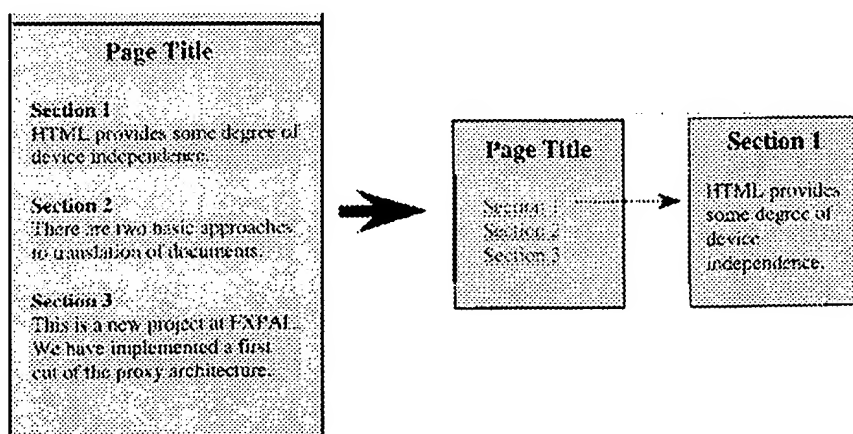 Page Title
Section 1
HTML provides some degree of
device independence.
Section 2
There are two basic approaches
to translation of documents.
Section 3
This is a new project at FXPAL.
We have implemented a first
cut of the proxy architecture.
Page Title
Section 1
Section 2
Section 3
Section 1
HTML provides
some degree of
device
independence.